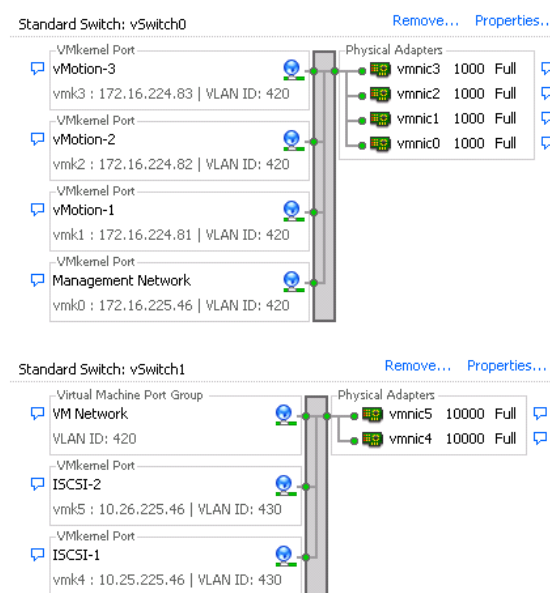 Standard Switch: vSwitch0 Remove... Properties...
VMkernel Port Physical Adapters
vMotion-3 vmnic3 1000 Full
vmk3 : 172.16.224.83 | VLAN ID: 420 vmnic2 1000 Full
VMkernel Port vmnic1 1000 Full
vMotion-2 vmnic0 1000 Full
vmk2 : 172.16.224.82 | VLAN ID: 420
VMkernel Port
vMotion-1
vmk1 : 172.16.224.81 | VLAN ID: 420
VMkernel Port
Management Network
vmk0 : 172.16.225.46 | VLAN ID: 420
Standard Switch: vSwitch1 Remove... Properties...
Virtual Machine Port Group Physical Adapters
VM Network vmnic5 10000 Full
VLAN ID: 420 vmnic4 10000 Full
VMkernel Port
ISCSI-2
vmk5 : 10.26.225.46 | VLAN ID: 430
VMkernel Port
ISCSI-1
vmk4 : 10.25.225.46 | VLAN ID: 430